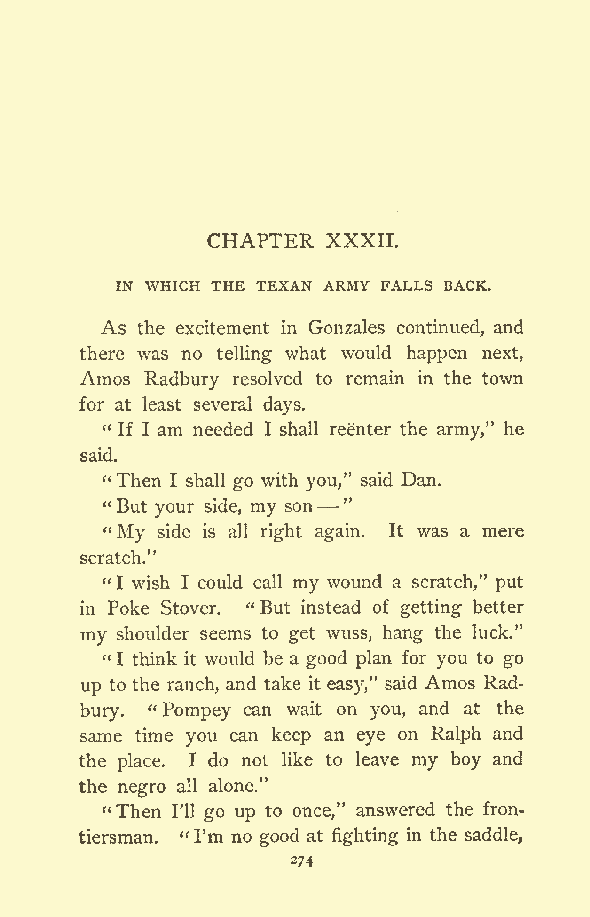 CHAPTER XXXII.
IN WHICH THE TEXAN ARMY FALLS BACK.
As the excitement in Gonzales continued, and
there was no telling what would happen next,
Amos Radbury resolved to remain in the town
for at least several days.
“If I am needed I shall reënter the army,” he
said.
“Then I shall go with you,” said Dan.
“But your side, my son—”
“My side is all right again. It was a mere
scratch.”
“I wish I could call my wound a scratch,” put
in Poke Stover. “But instead of getting better
my shoulder seems to get wuss, hang the luck.”
“I think it would be a good plan for you to go
up to the ranch, and take it easy,” said Amos Rad-
bury. “Pompey can wait on you, and at the
same time you can keep an eye on Ralph and
the place. I do not like to leave my boy and
the negro all alone.”
“Then I’ll go up to once,” answered the fron-
tiersman. “I’m no good at fighting in the saddle,
274